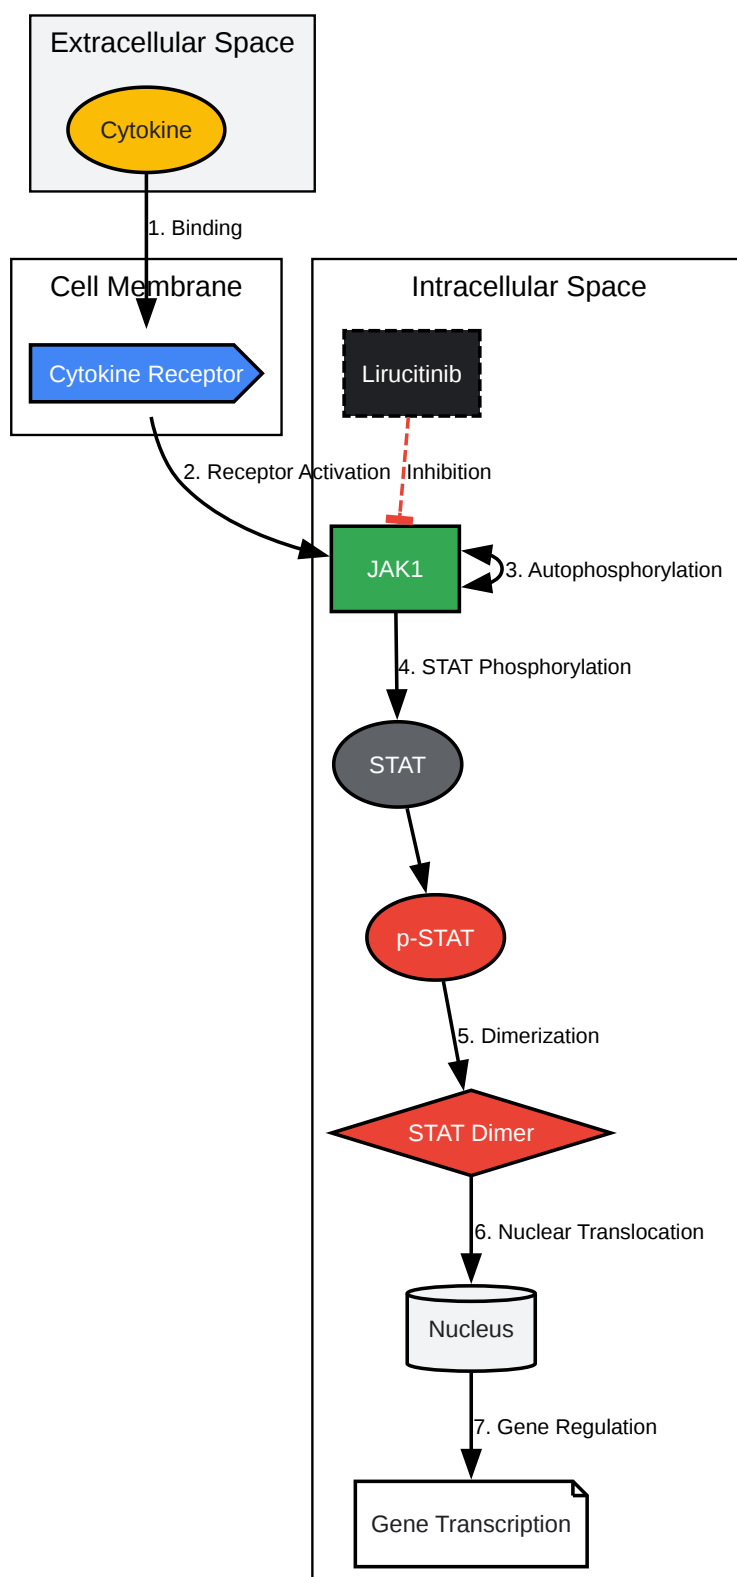 Extracellular Space
Cytokine
1. Binding
Cell Membrane
Intracellular Space
Cytokine Receptor
Lirucitinib
2. Receptor Activation
Inhibition
JAK1
3. Autophosphorylation
4. STAT Phosphorylation
STAT
p-STAT
5. Dimerization
STAT Dimer
6. Nuclear Translocation
Nucleus
7. Gene Regulation
Gene Transcription